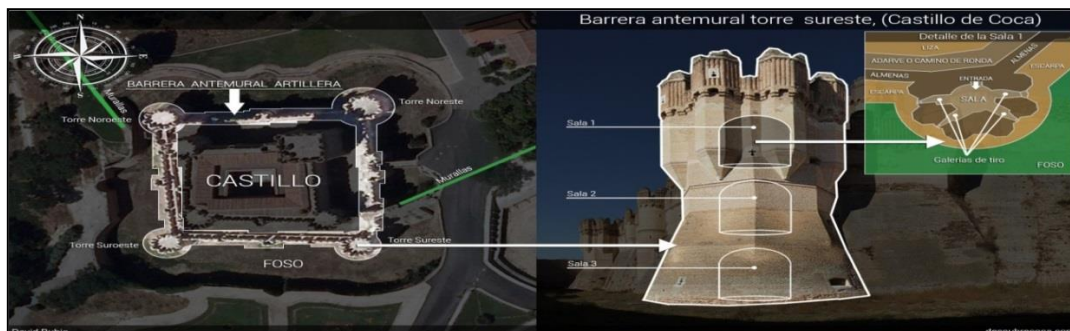 N
W
E
S
Murallas
BARRERA ANTEMURAL ARTILLERA
Torre Noreste
Torre Noroeste
CASTILLO
Murallas
Torre Suroeste
Torre Sureste
FOSO
David Rubio
Barrera antemural torre sureste, (Castillo de Coca)
Sala 1
Sala 2
Sala 3
Detalle de la Sala 1
LIZA
ALMENAS
ADARVE O CAMINO DE RONDA
ESCARPA
ALMENAS
ENTRADA
ESCARPA
SALA
Galerías de tiro
FOSO